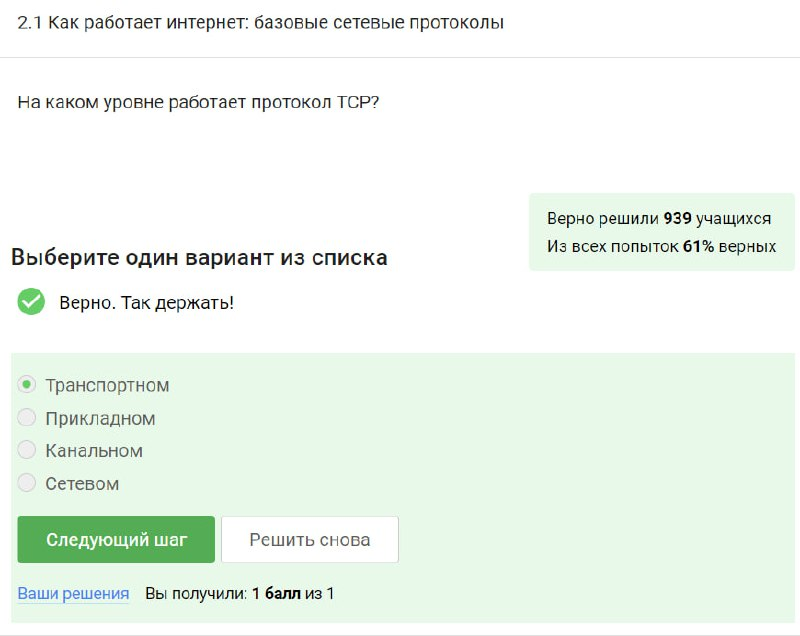 2.1 Как работает интернет: базовые сетевые протоколы
На каком уровне работает протокол TCP?
Верно решили 939 учащихся
Из всех попыток 61% верных
Выберите один вариант из списка
Верно. Так держать!
Транспортном
Прикладном
Канальном
Сетевом
Следующий шаг
Решить снова
Ваши решения Вы получили: 1 балл из 1